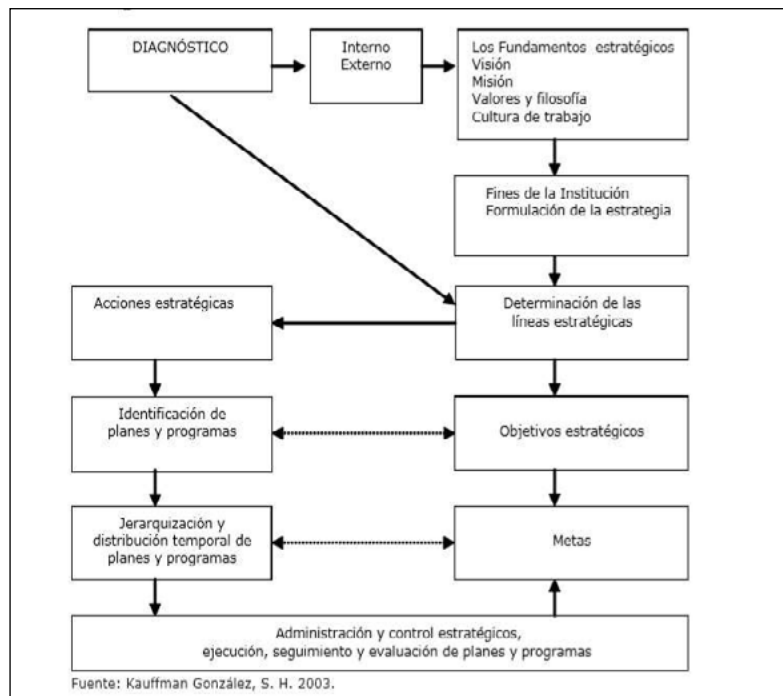 DIAGNÓSTICO
Interno
Externo
Los Fundamentos estratégicos
Visión
Misión
Valores y filosofía
Cultura de trabajo
Fines de la Institución
Formulación de la estrategia
Acciones estratégicas
Determinación de las
líneas estratégicas
Identificación de
planes y programas
Objetivos estratégicos
Jerarquización y
distribución temporal de
planes y programas
Metas
Administración y control estratégicos,
ejecución, seguimiento y evaluación de planes y programas
Fuente: Kauffman González, S. H. 2003.